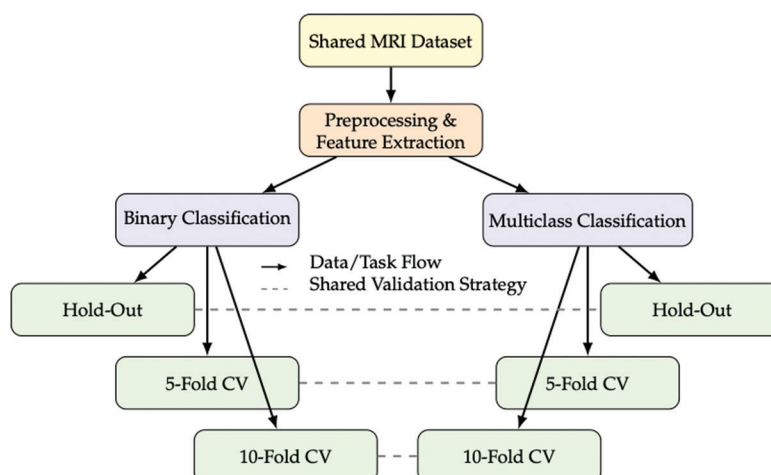 Shared MRI Dataset
Preprocessing &
Feature Extraction
Binary Classification
Multiclass Classification
Data/Task Flow
Shared Validation Strategy
Hold-Out
Hold-Out
5-Fold CV
5-Fold CV
10-Fold CV
10-Fold CV